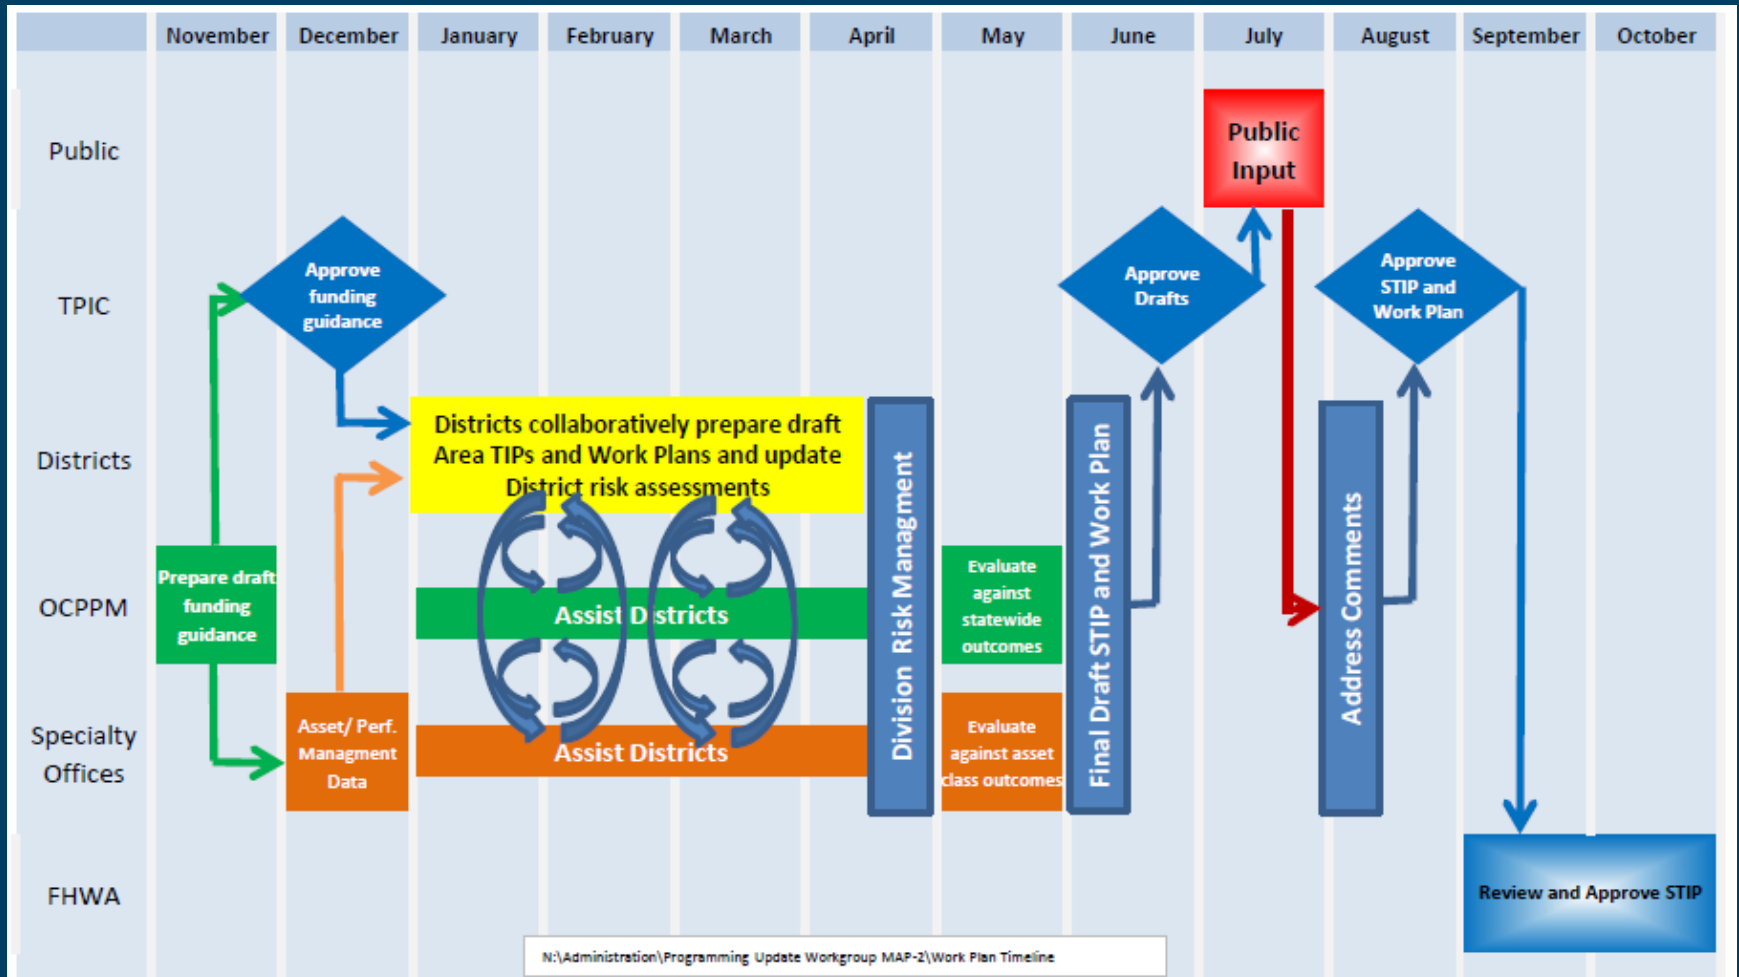 November December January February March April May June July August September October
Public
Public
Input
TPIC
Approve
funding
guidance
Approve
Drafts
Approve
STIP and
Work Plan
Districts
Districts collaboratively prepare draft
Area TIPs and Work Plans and update
District risk assessments
Division Risk Managment
Final Draft STIP and Work Plan
Address Comments
OCPPM
Prepare draft
funding
guidance
Assist Districts
Evaluate
against
statewide
outcomes
Specialty
Offices
Asset/ Perf.
Managment
Data
Assist Districts
Evaluate
against asset
class outcomes
FHWA
Review and Approve STIP
N:\Administration\Programming Update Workgroup MAP-2\Work Plan Timeline